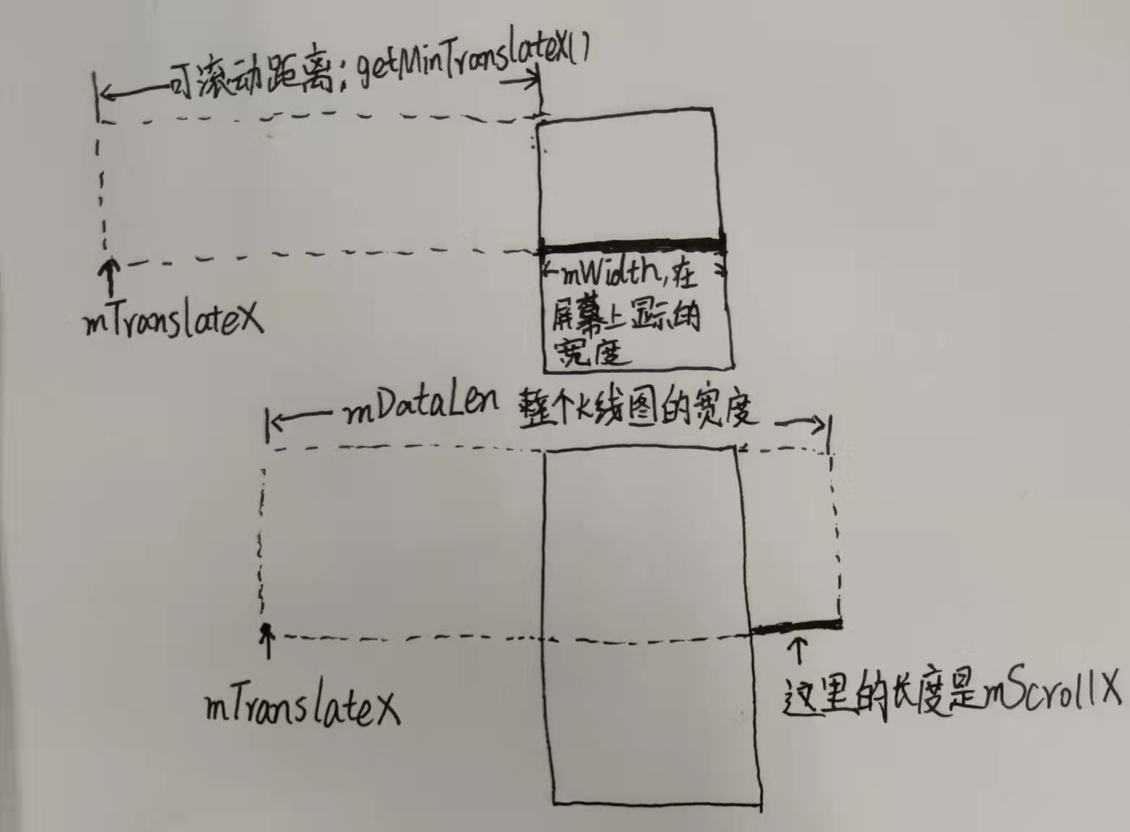 可滚动距离；getMinTranslateX()
mWidth,在
屏幕上显示的
宽度
mTranslateX
mDataLen 整个k线图的宽度
mTranslateX
这里的长度是mScrollX